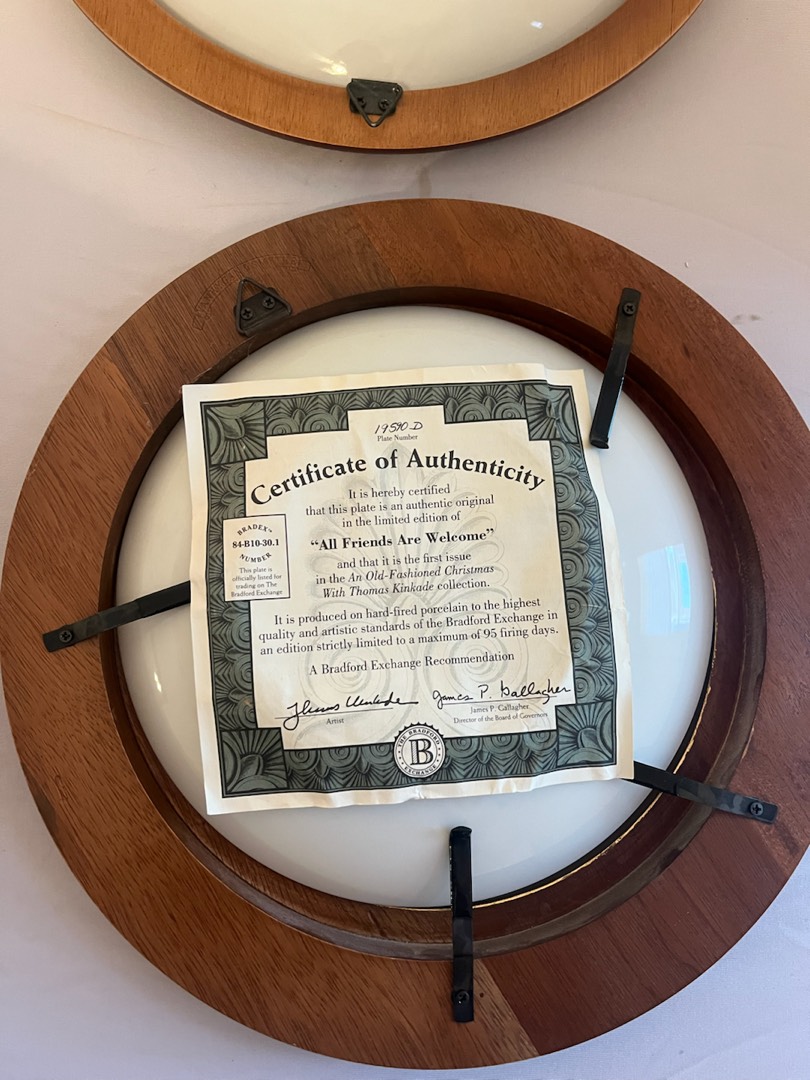 19590-D
Plate Number
Certificate of Authenticity
It is hereby certified
that this plate is an authentic original
in the limited edition of
"All Friends Are Welcome"
and that it is the first issue
in the An Old-Fashioned Christmas
With Thomas Kinkade collection.
BRADEX™
84-B10-30.1
NUMBER
This plate is
officially listed for
trading on The
Bradford Exchange
It is produced on hard-fired porcelain to the highest
quality and artistic standards of the Bradford Exchange in
an edition strictly limited to a maximum of 95 firing days.
A Bradford Exchange Recommendation
Thomas Kinkade
Artist
James P. Gallagher
James P. Gallagher
Director of the Board of Governors
THE BRADFORD
B
EXCHANGE